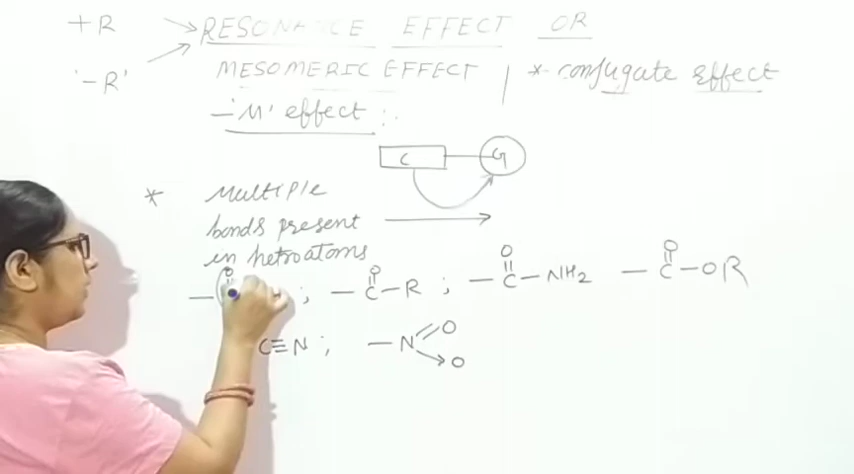 +R RESONANCE EFFECT OR
'-R' MESOMERIC EFFECT | * conjugate effect
-'M' effect :-
C G
* Multiple
bonds present
in hetroatoms
O O O O
H ; - C - R ; - C - NH2 - C - OR
C≡N ; - N O
O